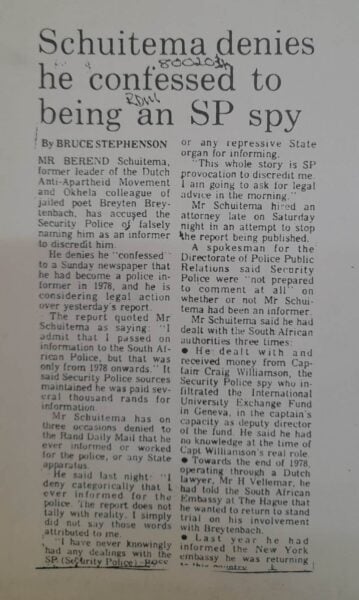 Schuitema denies
he confessed to
being an SP spy
800204
RDM
By BRUCE STEPHENSON
MR BEREND Schuitema,
former leader of the Dutch
Anti-Apartheid Movement
and Okhela colleague of
jailed poet Breyten Brey-
tenbach, has accused the
Security Police of falsely
naming him as an informer
to discredit him.
He denies he "confessed"
to a Sunday newspaper that
he had become a police in-
former in 1978, and he is
considering legal action
over yesterday's report.
The report quoted Mr
Schuitema as saying: "I
admit that I passed on
information to the South Af-
rican Police, but that was
only from 1978 onwards." It
said Security Police sources
maintained he was paid sev-
eral thousand rands for
information.
Mr Schuitema has on
three occasions denied to
the Rand Daily Mail that he
ever informed or worked
for the police, or any State
apparatus.
He said last night: "I
deny categorically that I
ever informed for the
police. The report does not
tally with reality. I simply
did not say those words
attributed to me.
"I have never knowingly
had any dealings with the
SP (Security Police)
or any repressive State
organ for informing.
"This whole story is SP
provocation to discredit me.
I am going to ask for legal
advice in the morning."
Mr Schuitema hired an
attorney late on Saturday
night in an attempt to stop
the report being published.
A spokesman for the
Directorate of Police Public
Relations said Security
Police were "not prepared
to comment at all" on
whether or not Mr Schui-
tema had been an informer.
Mr Schuitema said he had
dealt with the South African
authorities three times:
● He dealt with and
received money from Cap-
tain Craig Williamson, the
Security Police spy who in-
filtrated the International
University Exchange Fund
in Geneva, in the captain's
capacity as deputy director
of the fund. He said he had
no knowledge at the time of
Capt Williamson's real role.
● Towards the end of 1978,
operating through a Dutch
lawyer, Mr H Vellemar, he
had told the South African
Embassy at The Hague that
he wanted to return to stand
trial on his involvement
with Breytenbach.
● Last year he had
informed the New York
embassy he was returning
to this country